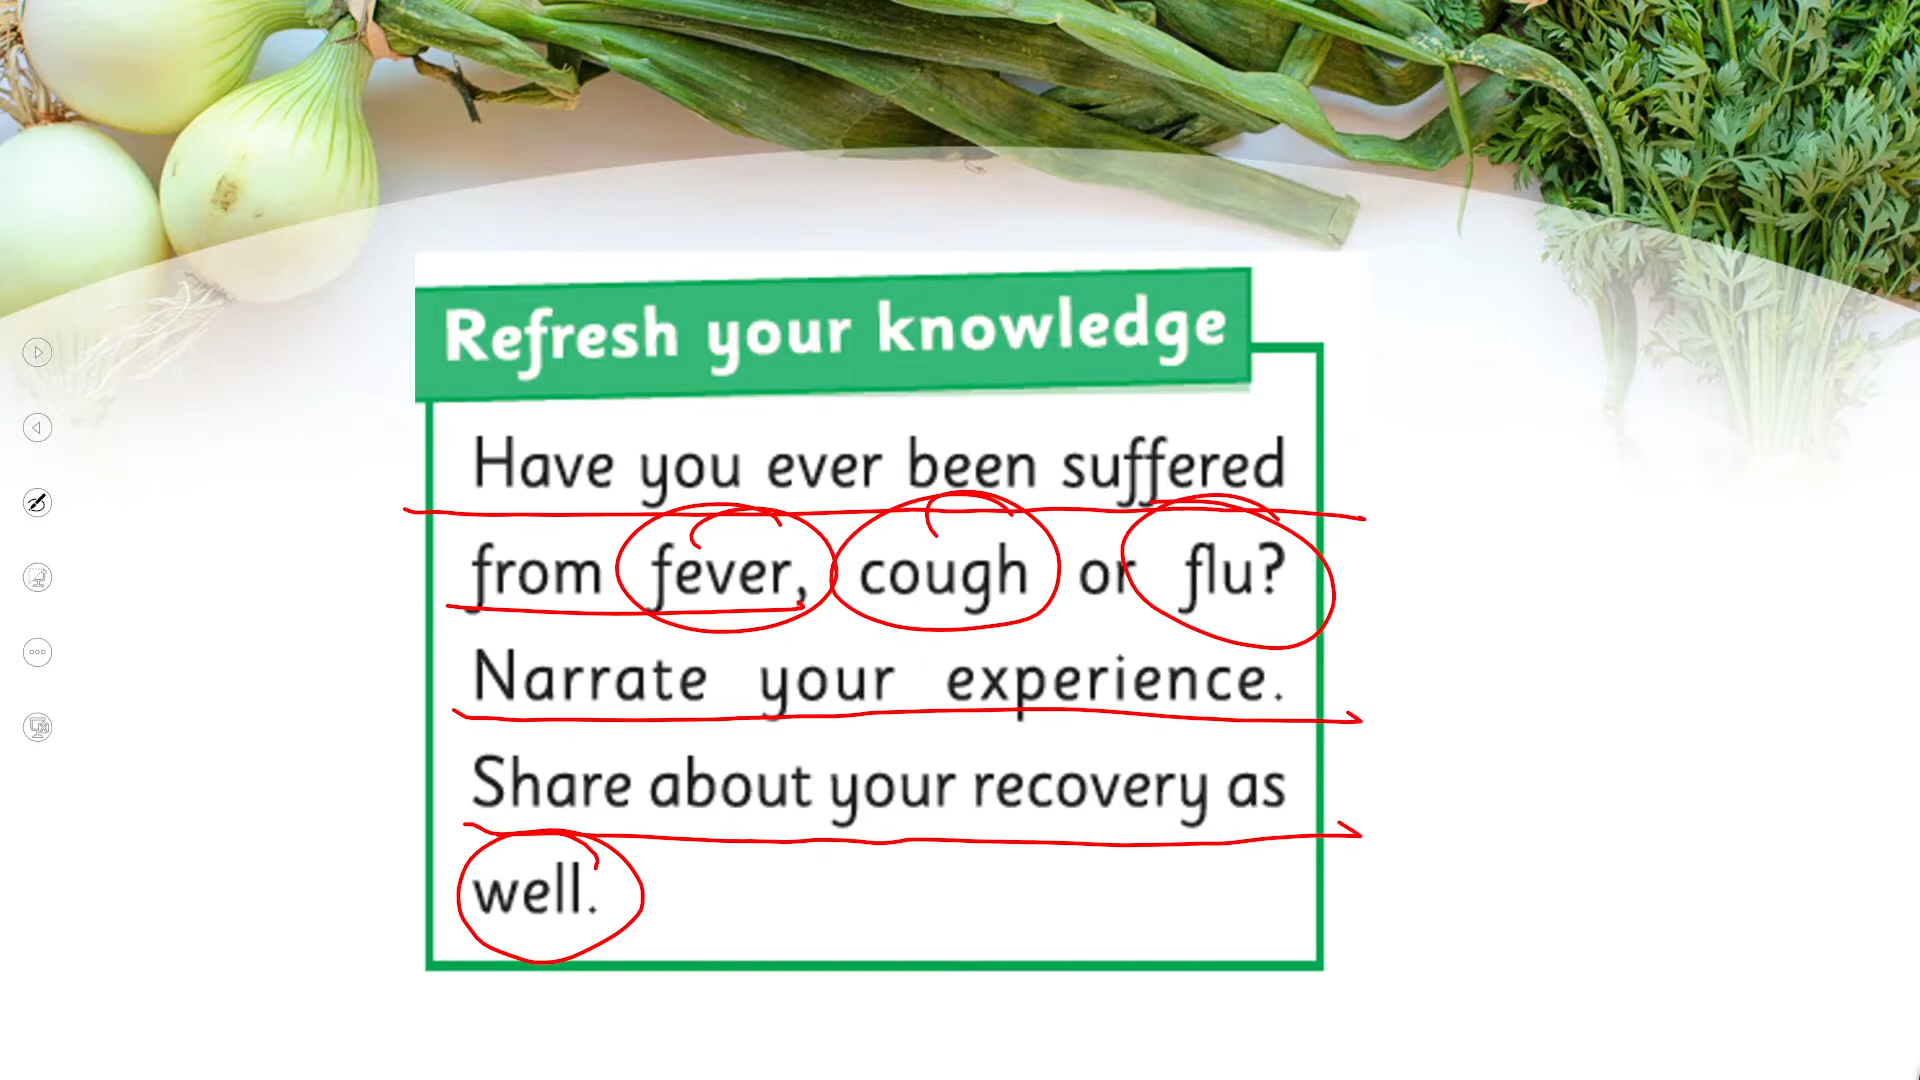 Refresh your knowledge
Have you ever been suffered
from fever, cough or flu?
Narrate your experience.
Share about your recovery as
well.